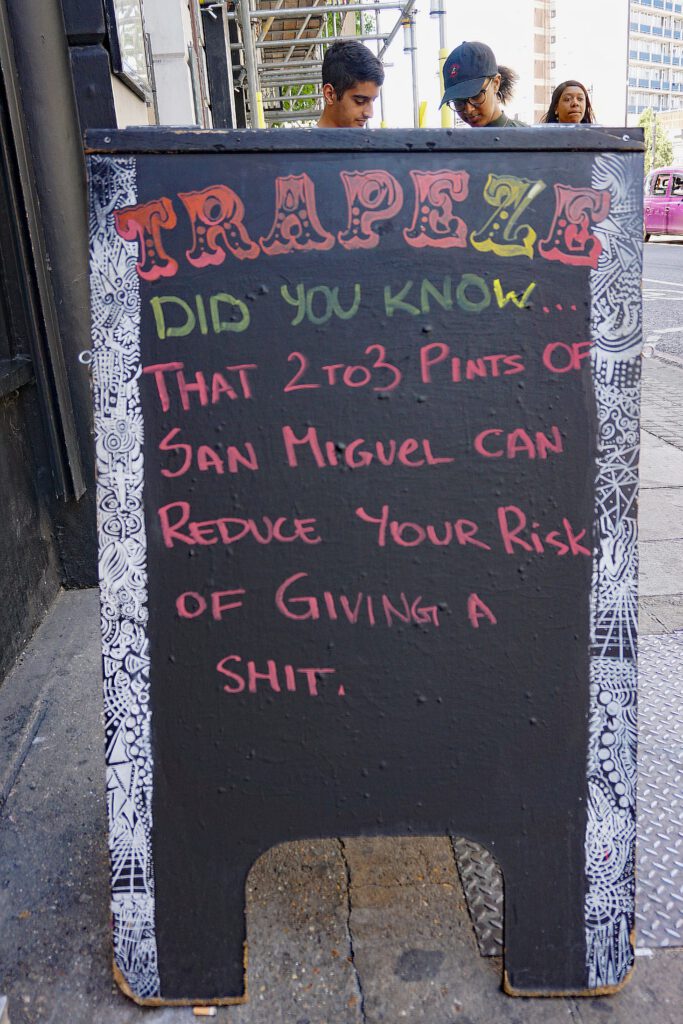 TRAPEZE
DID YOU KNOW...
THAT 2 TO 3 PINTS OF
SAN MIGUEL CAN
REDUCE YOUR RISK
OF GIVING A
SHIT.